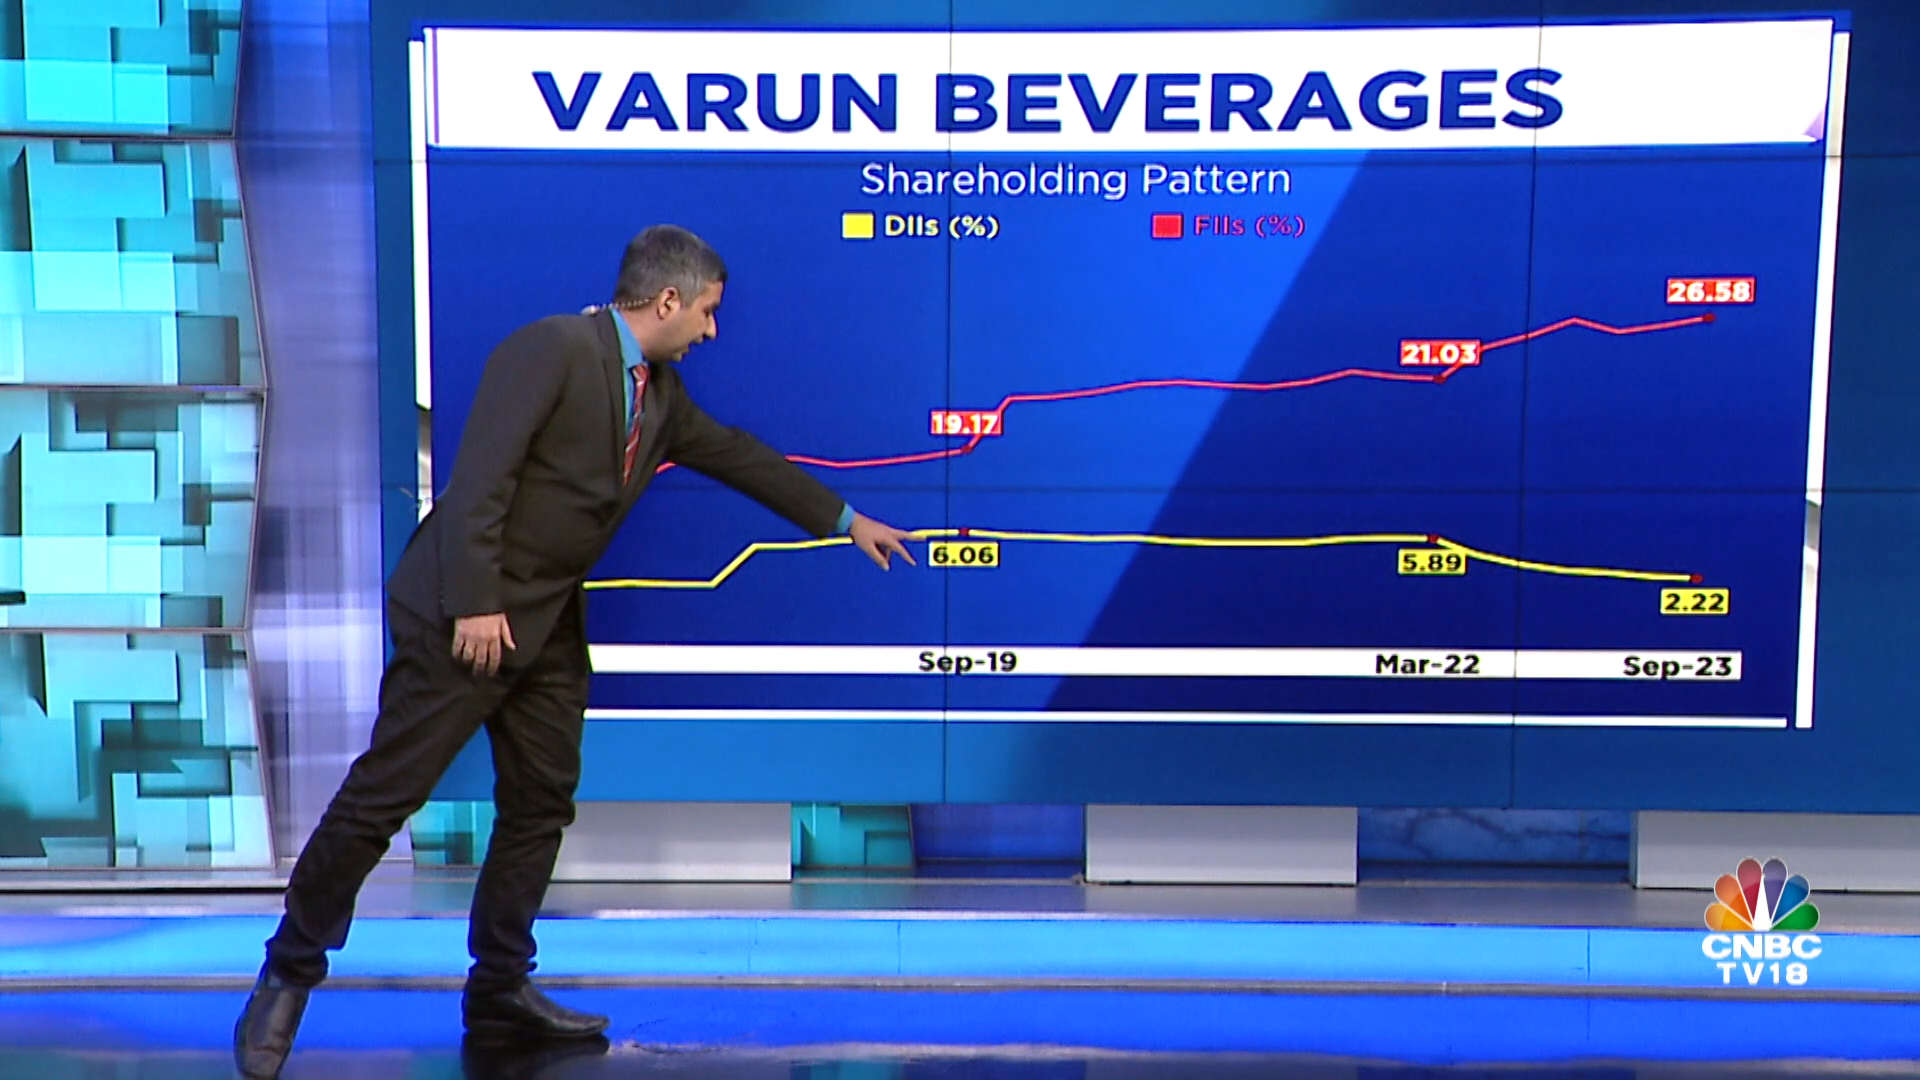 VARUN BEVERAGES
Shareholding Pattern
DIIs (%) FIIs (%)
26.58
21.03
19.17
6.06
5.89
2.22
Sep-19 Mar-22 Sep-23
CNBC
TV18